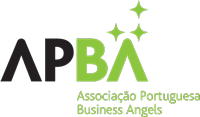 APBA
Associação Portuguesa
Business Angels